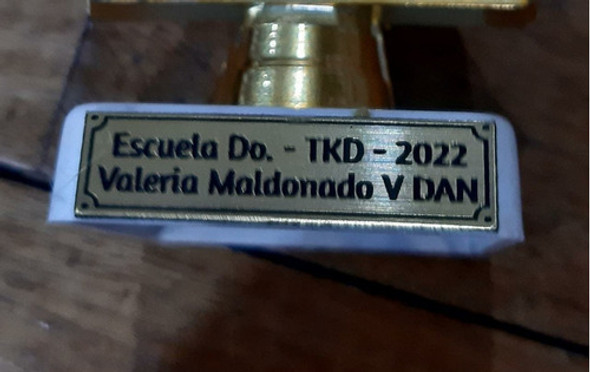 Escuela Do. - TKD - 2022
Valeria Maldonado V DAN